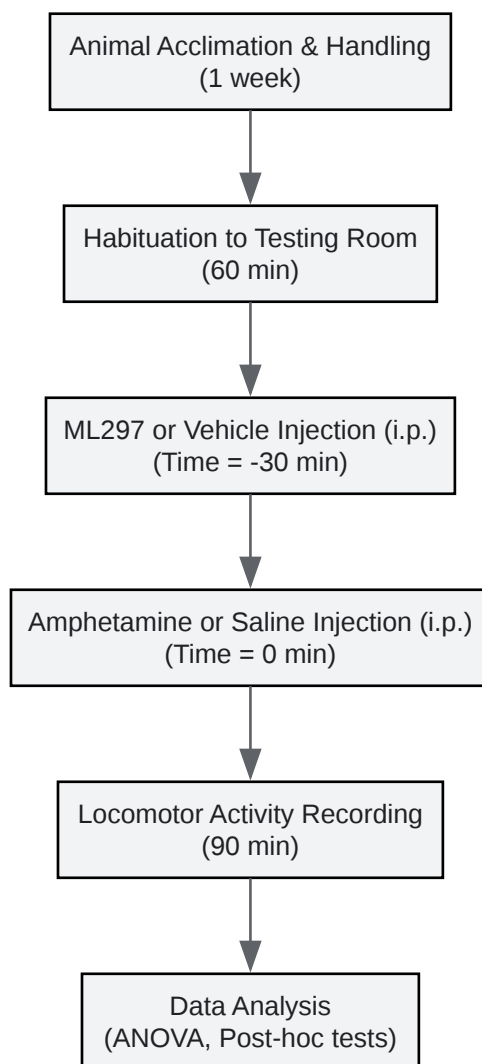 Animal Acclimation & Handling
(1 week)
Habituation to Testing Room
(60 min)
ML297 or Vehicle Injection (i.p.)
(Time = -30 min)
Amphetamine or Saline Injection (i.p.)
(Time = 0 min)
Locomotor Activity Recording
(90 min)
Data Analysis
(ANOVA, Post-hoc tests)